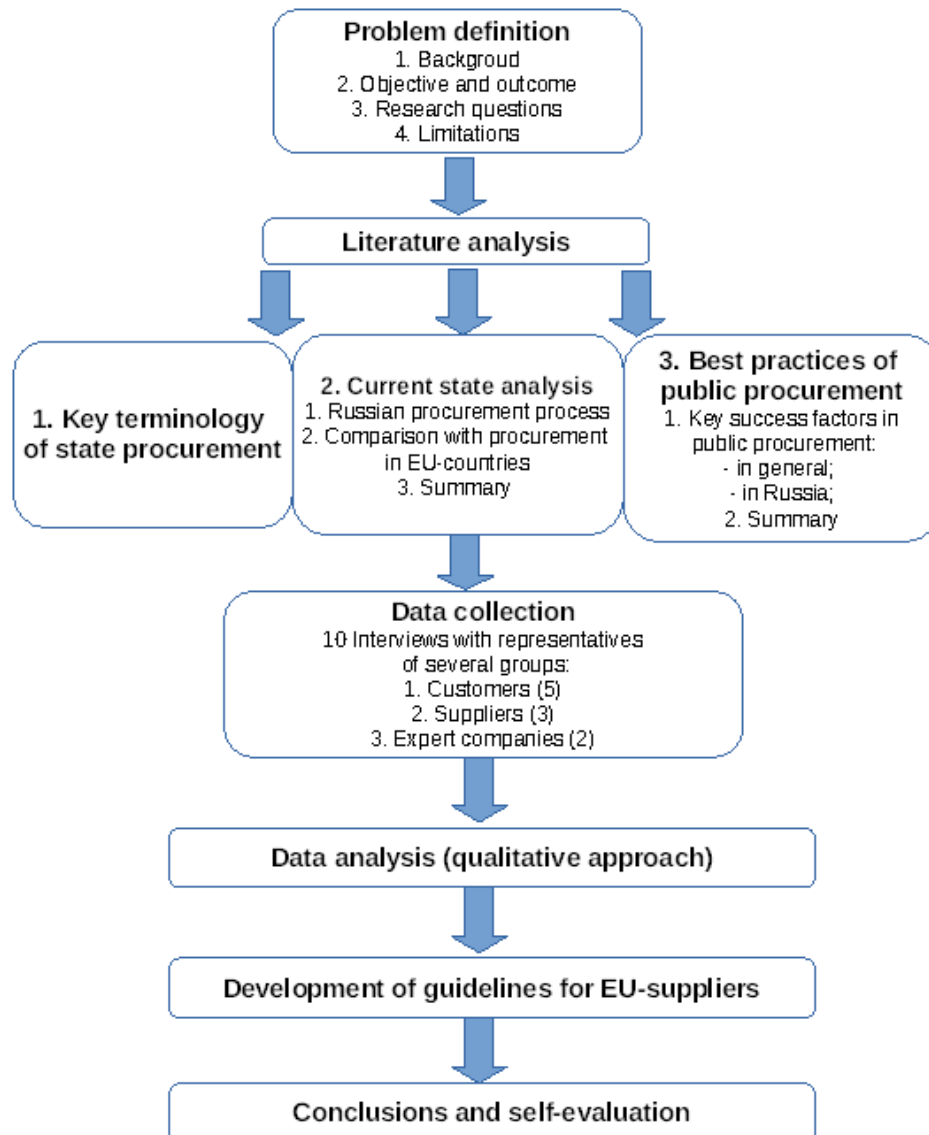 Problem definition
1. Backgroud
2. Objective and outcome
3. Research questions
4. Limitations
Literature analysis
1. Key terminology
of state procurement
2. Current state analysis
1. Russian procurement process
2. Comparison with procurement
in EU-countries
3. Summary
3. Best practices of
public procurement
1. Key success factors in
public procurement:
- in general;
- in Russia;
2. Summary
Data collection
10 Interviews with representatives
of several groups:
1. Customers (5)
2. Suppliers (3)
3. Expert companies (2)
Data analysis (qualitative approach)
Development of guidelines for EU-suppliers
Conclusions and self-evaluation